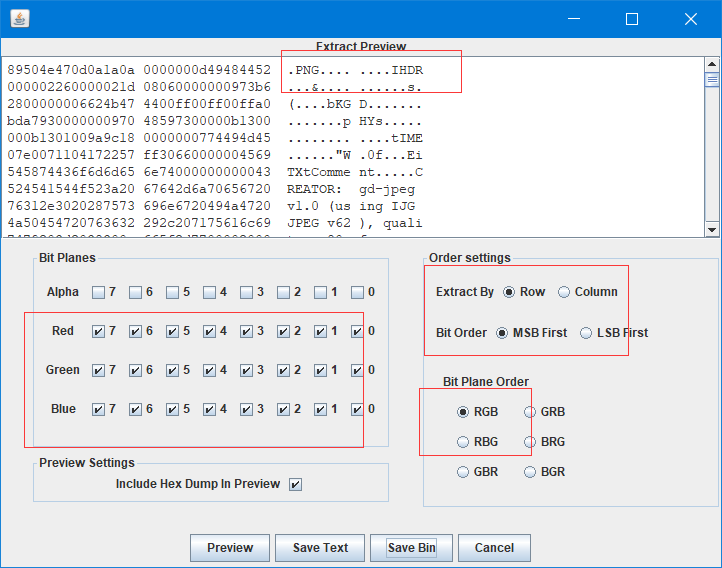 Extract Preview
89504e470d0a1a0a 0000000d49484452 .PNG.... ....IHDR
000002260000021d 08060000000973b6 ...&.... ......s.
2800000006624b47 4400ff00ff00ffa0 (....bKG D.......
bda7930000000970 48597300000b1300 .......p HYs.....
000b1301009a9c18 0000000774494d45 ........ ....tIME
07e0071104172257 ff30660000004569 ......"W .0f...Ei
545874436f6d6d65 6e74000000000043 TXtComme nt.....C
524541544f523a20 67642d6a70656720 REATOR: gd-jpeg
76312e3020287573 696e6720494a4720 v1.0 (us ing IJG
4a50454720763632 292c207175616c69 JPEG v62 ), quali
Bit Planes
Alpha 7 6 5 4 3 2 1 0
Red 7 6 5 4 3 2 1 0
Green 7 6 5 4 3 2 1 0
Blue 7 6 5 4 3 2 1 0
Preview Settings
Include Hex Dump In Preview
Order settings
Extract By Row Column
Bit Order MSB First LSB First
Bit Plane Order
RGB GRB
RBG BRG
GBR BGR
Preview Save Text Save Bin Cancel